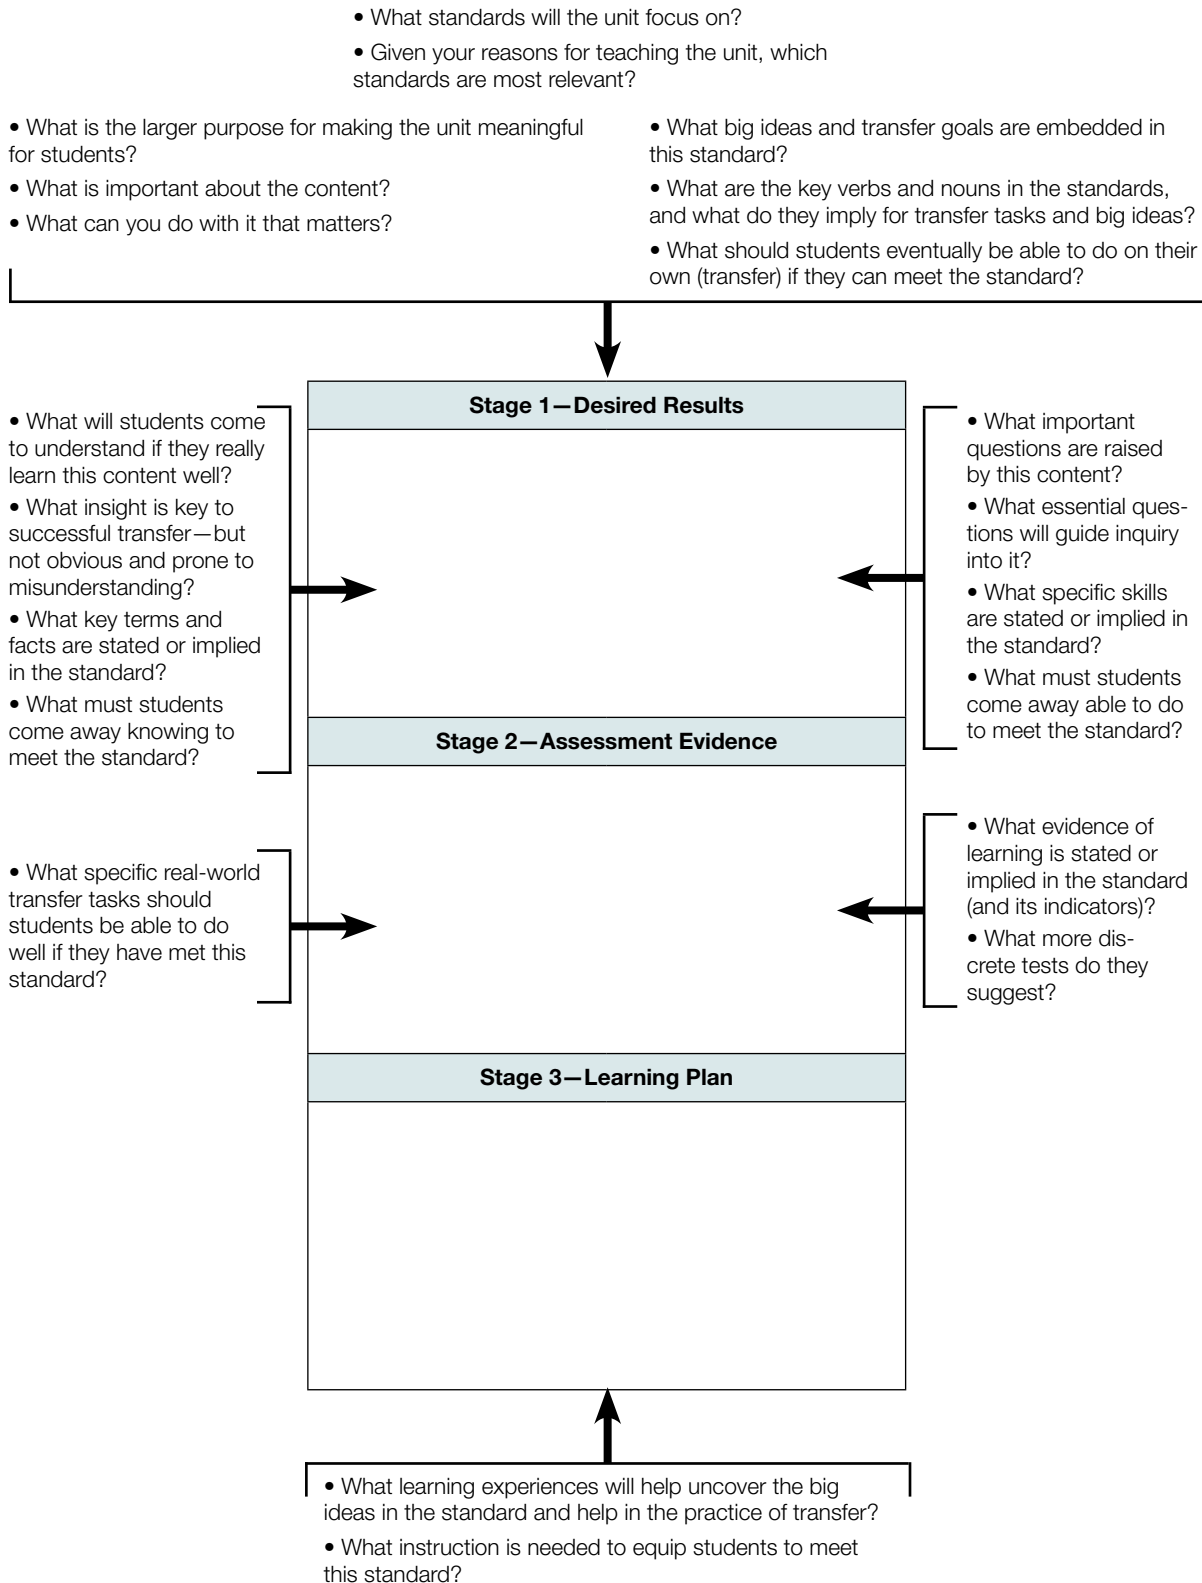 • What standards will the unit focus on?
• Given your reasons for teaching the unit, which
standards are most relevant?
• What is the larger purpose for making the unit meaningful
for students?
• What is important about the content?
• What can you do with it that matters?
• What big ideas and transfer goals are embedded in
this standard?
• What are the key verbs and nouns in the standards,
and what do they imply for transfer tasks and big ideas?
• What should students eventually be able to do on their
own (transfer) if they can meet the standard?
Stage 1—Desired Results
• What will students come
to understand if they really
learn this content well?
• What insight is key to
successful transfer—but
not obvious and prone to
misunderstanding?
• What key terms and
facts are stated or implied
in the standard?
• What must students
come away knowing to
meet the standard?
• What important
questions are raised
by this content?
• What essential ques-
tions will guide inquiry
into it?
• What specific skills
are stated or implied in
the standard?
• What must students
come away able to do
to meet the standard?
Stage 2—Assessment Evidence
• What specific real-world
transfer tasks should
students be able to do
well if they have met this
standard?
• What evidence of
learning is stated or
implied in the standard
(and its indicators)?
• What more dis-
crete tests do they
suggest?
Stage 3—Learning Plan
• What learning experiences will help uncover the big
ideas in the standard and help in the practice of transfer?
• What instruction is needed to equip students to meet
this standard?